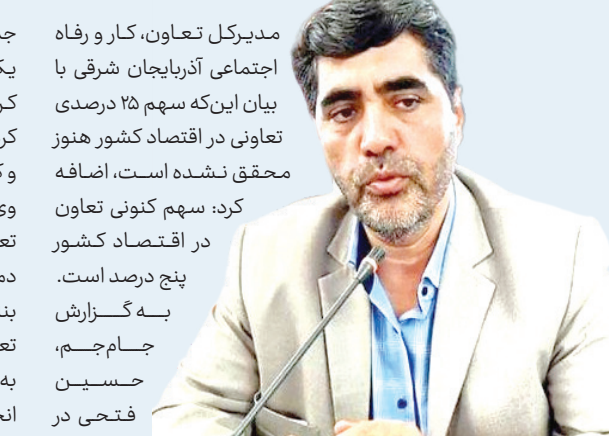 مدیرکل تعاون، کار و رفاه
اجتماعی آذربایجان شرقی با
بیان این‌که سهم ۲۵ درصدی
تعاونی در اقتصاد کشور هنوز
محقق نشده است، اضافه
کرد: سهم کنونی تعاون
در اقتصاد کشور
پنج درصد است.
به گزارش
جام‌جم،
حسین
فتحی در